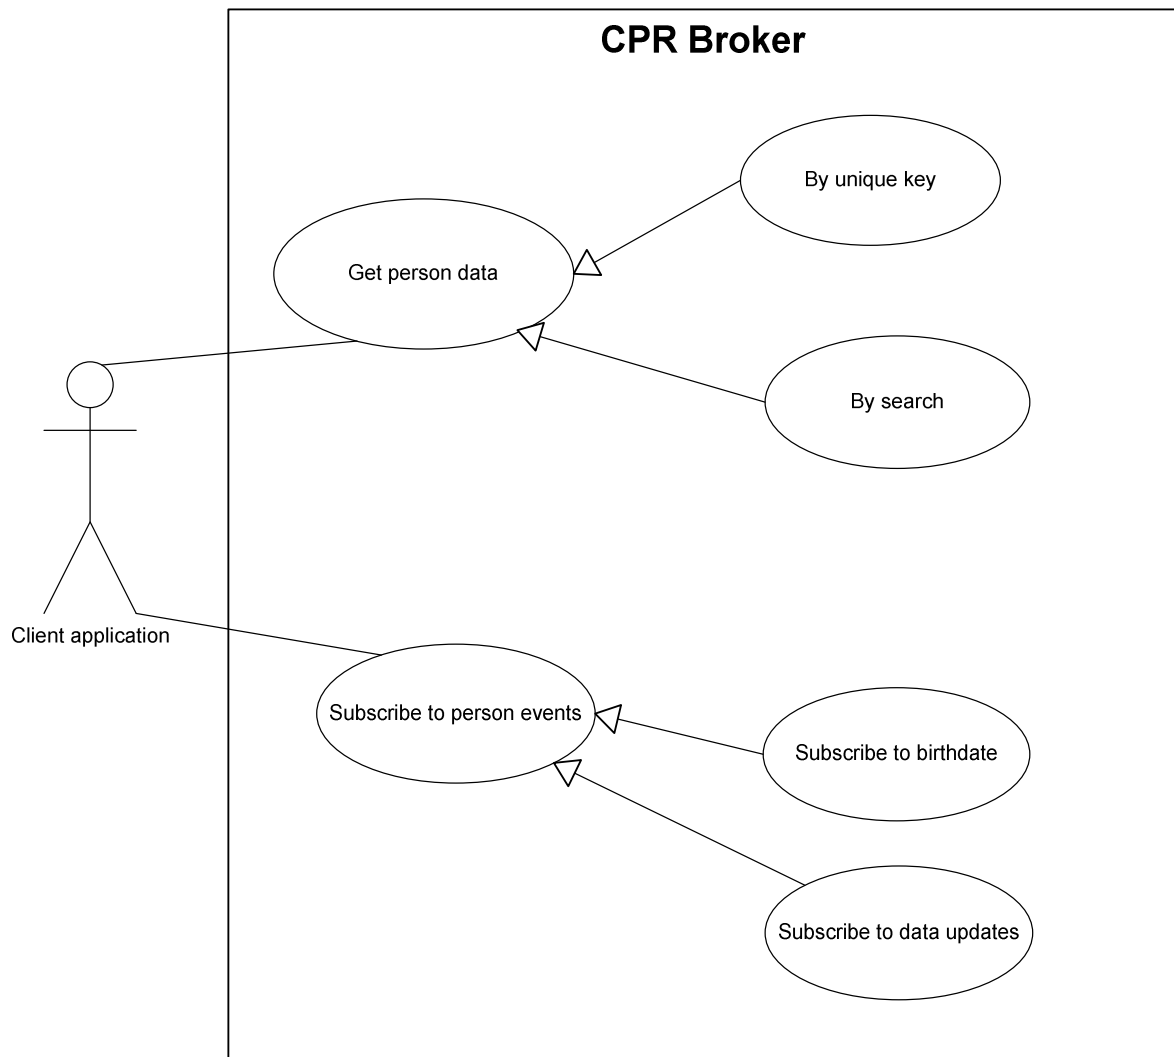 CPR Broker
By unique key
Get person data
By search
Client application
Subscribe to person events
Subscribe to birthdate
Subscribe to data updates